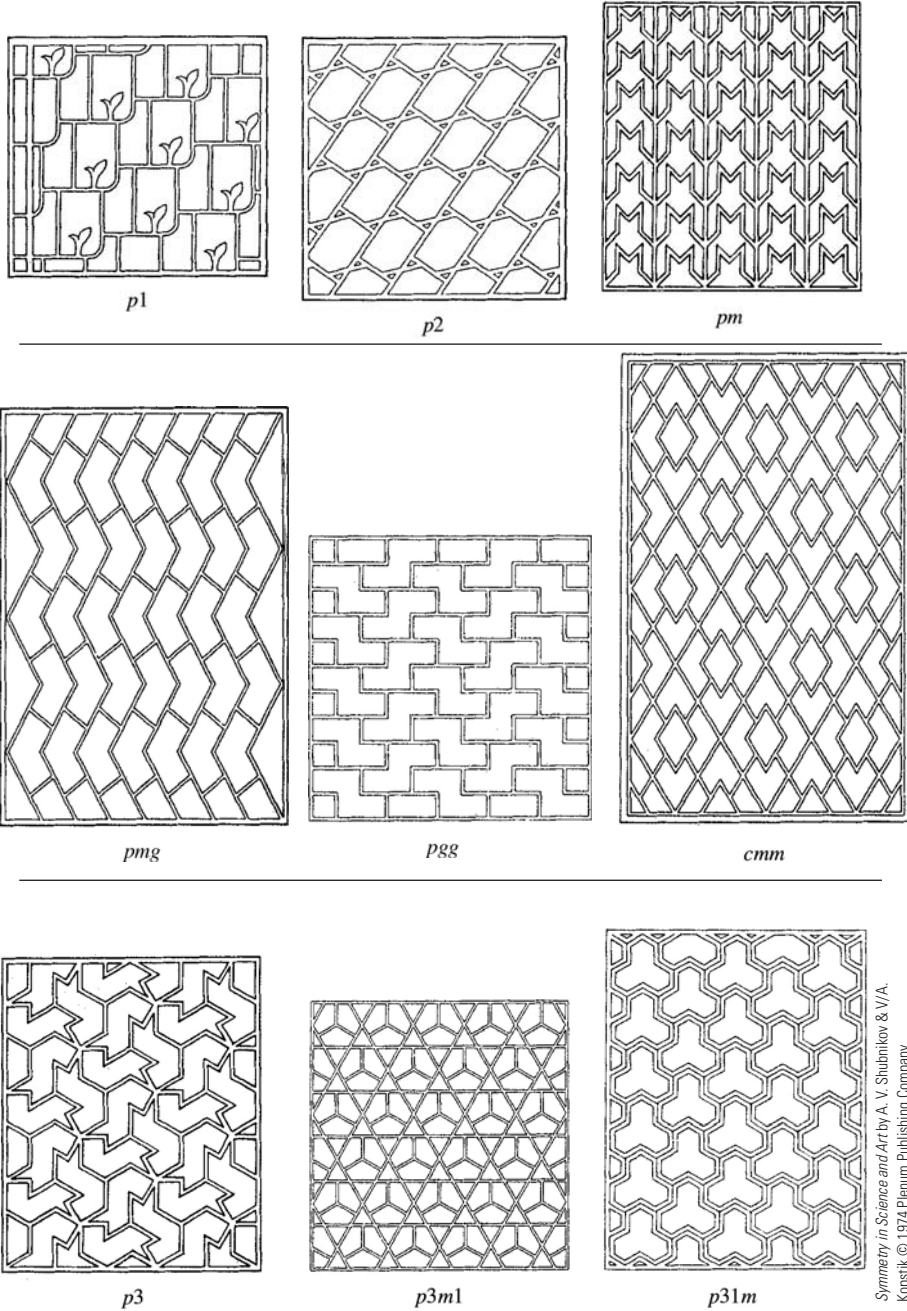 p1
p2
pm
pmg
pgg
cmm
p3
p3m1
p31m
Symmetry in Science and Art by A. V. Shubnikov & V/A.
Kopstik © 1974 Plenum Publishing Company